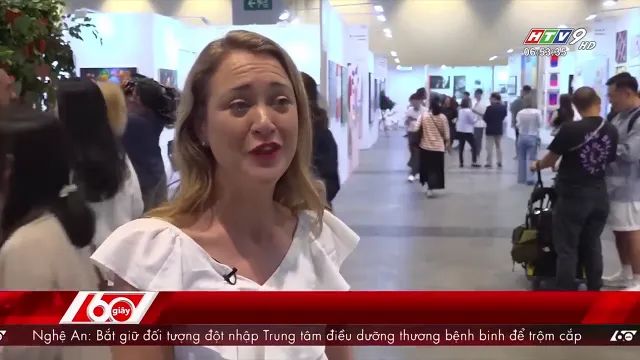 HTV9 HD
06:53:35
60 giây
Nghệ An: Bắt giữ đối tượng đột nhập Trung tâm điều dưỡng thương bệnh binh để trộm cắp
60